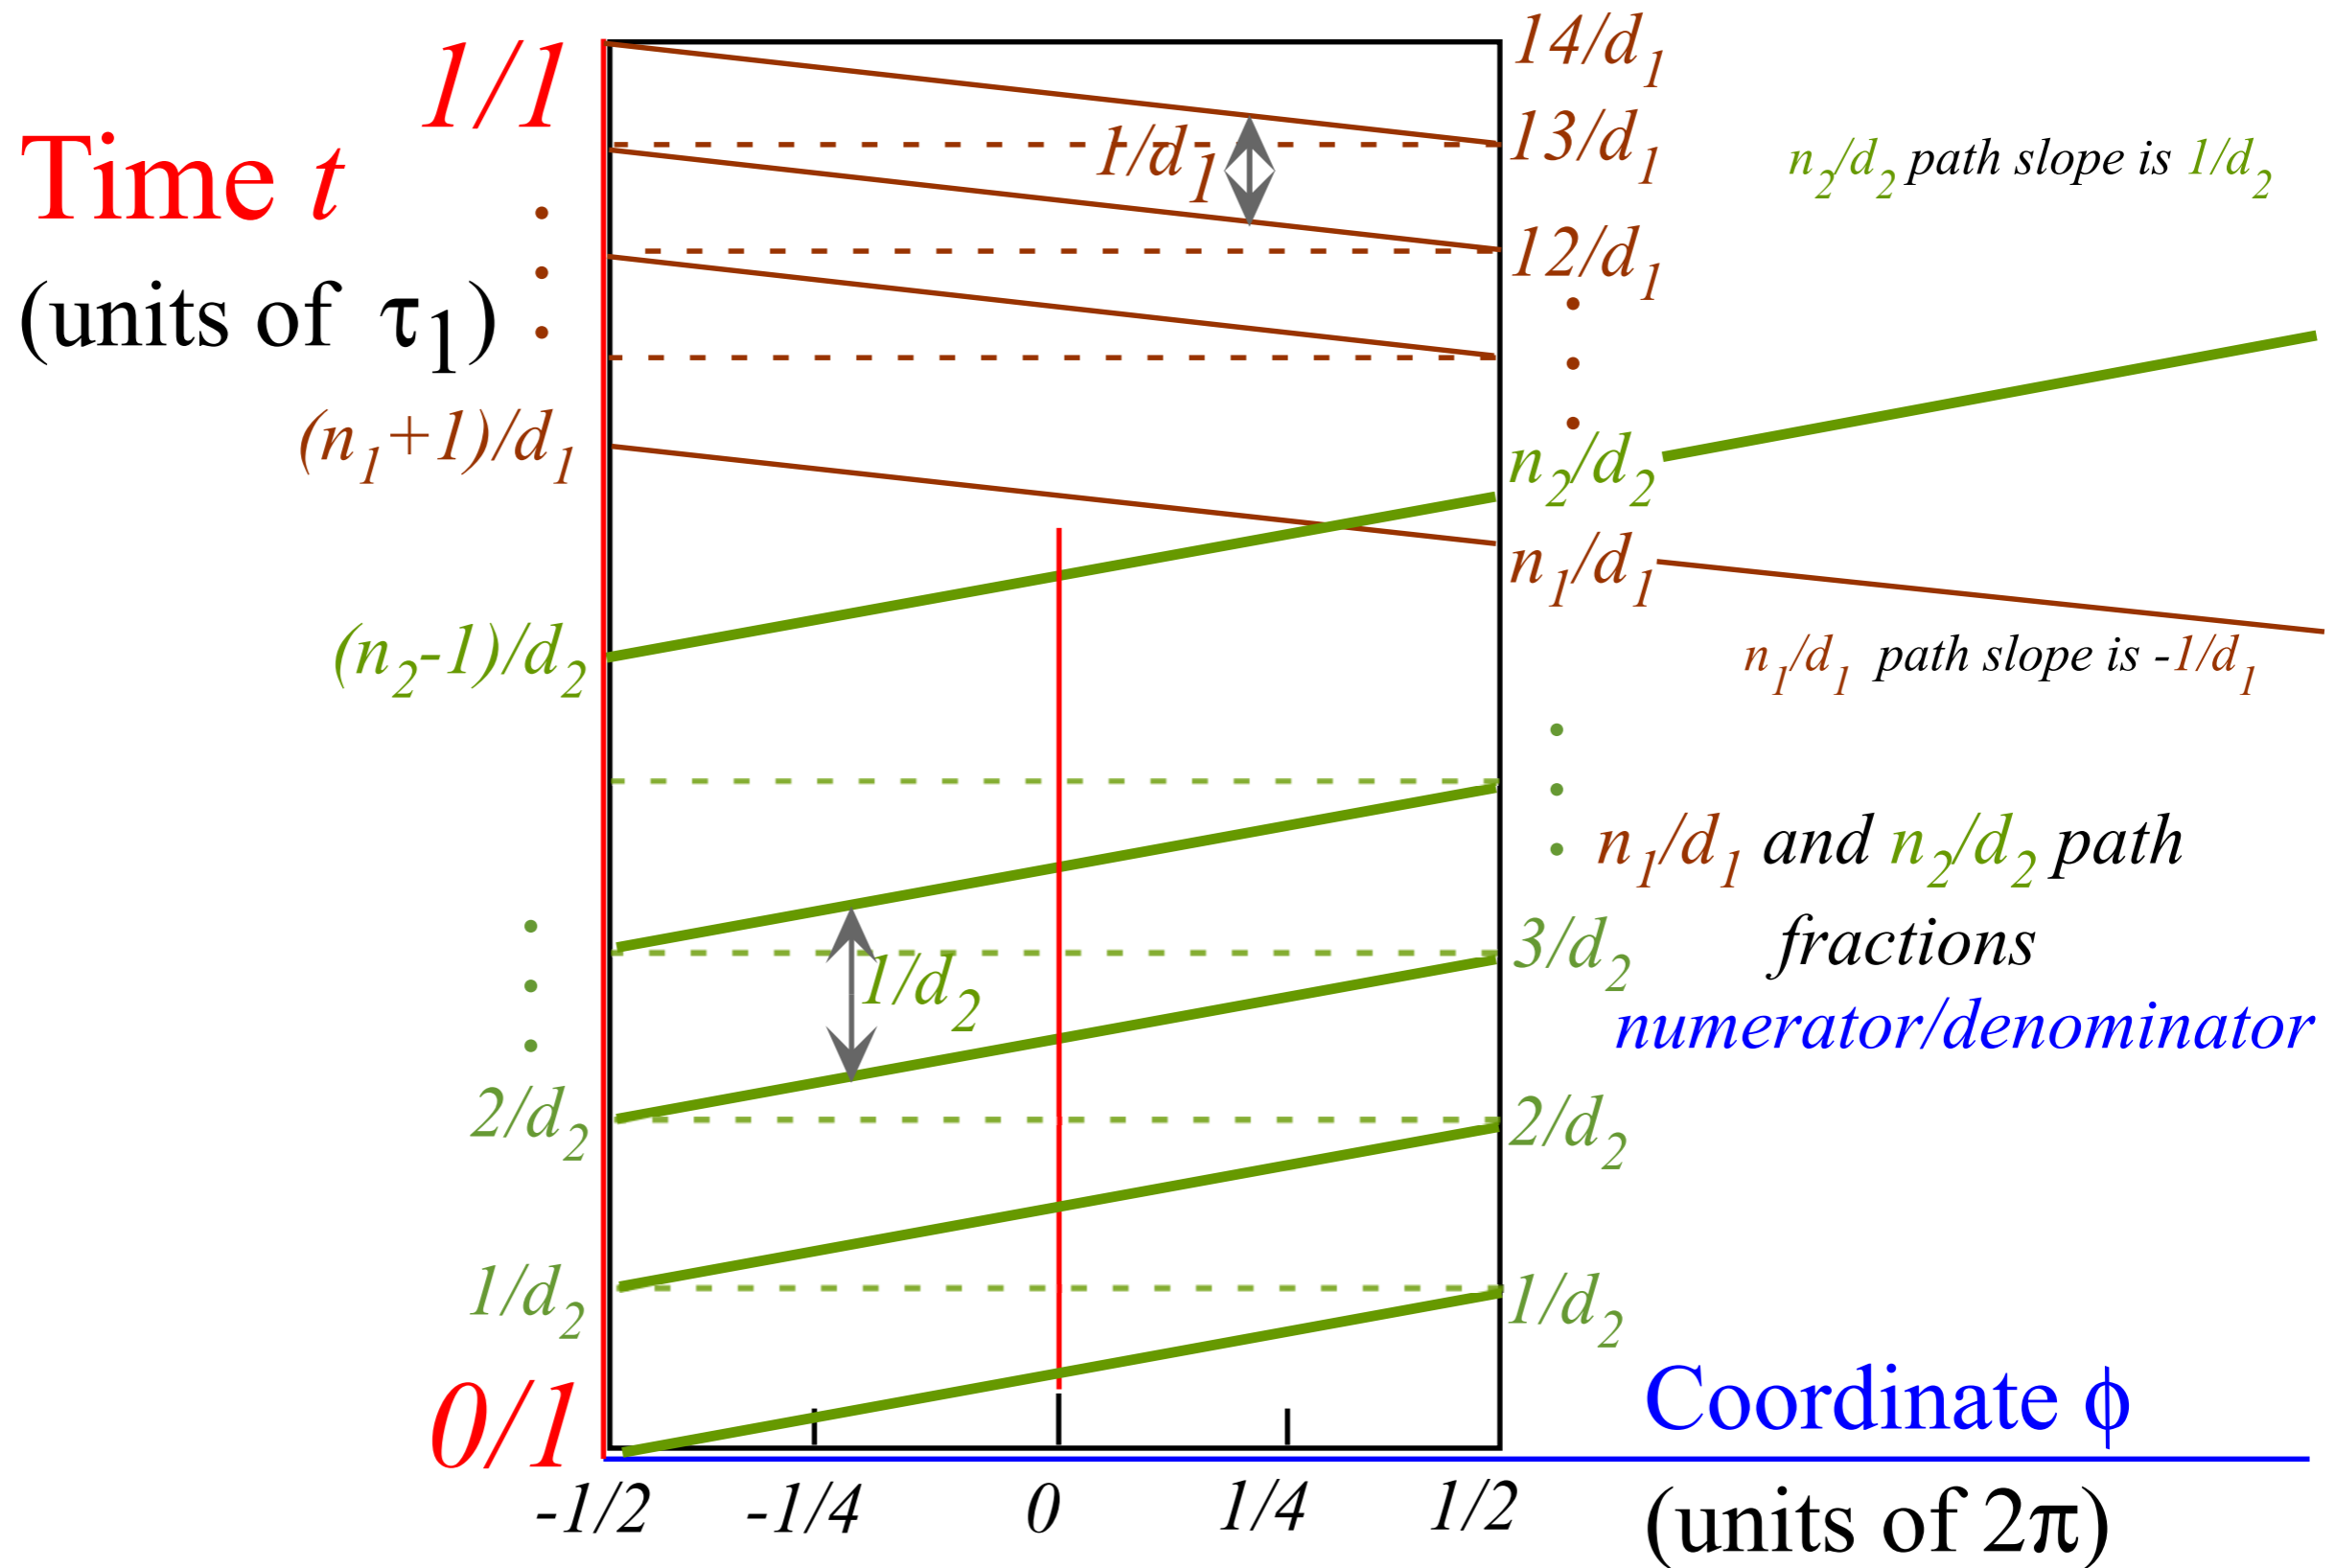 1/1
Time t
(units of τ1)
(n1+1)/d1
(n2-1)/d2
2/d2
1/d2
0/1
1/d1
1/d2
14/d1
13/d1
12/d1
n2/d2
n1/d1
3/d2
2/d2
1/d2
n2/d2 path slope is 1/d2
n1/d1 path slope is -1/d1
n1/d1 and n2/d2 path
fractions
numerator/denominator
Coordinate ϕ
(units of 2π)
-1/2 -1/4 0 1/4 1/2